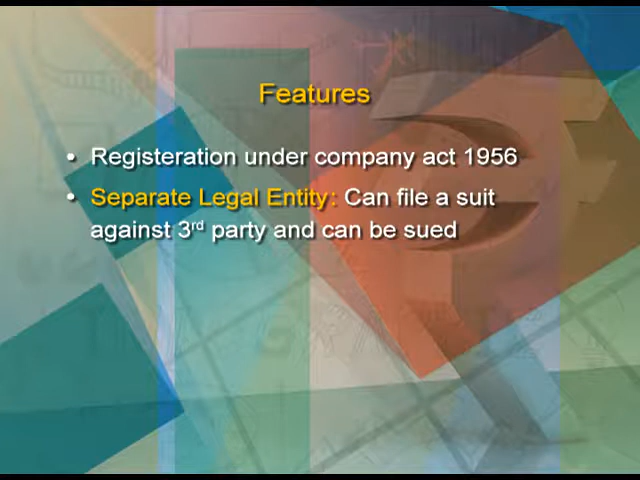 Features
• Registeration under company act 1956
• Separate Legal Entity: Can file a suit
against 3rd party and can be sued